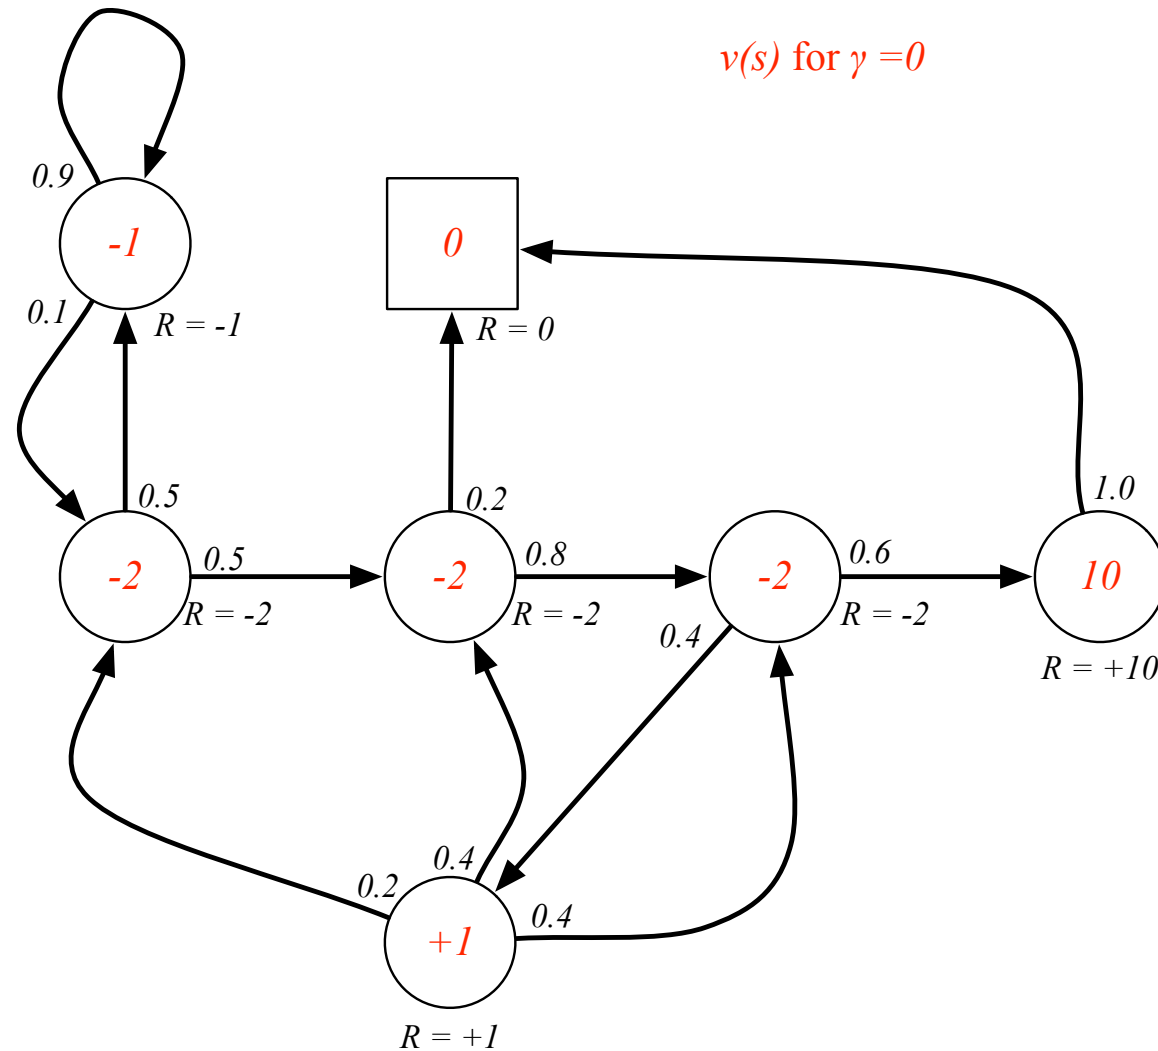 v(s) for γ =0
0.9
-1
0
0.1
R = -1
R = 0
0.5
0.2
1.0
-2
0.5
-2
0.8
-2
0.6
10
R = -2
R = -2
R = -2
0.4
R = +10
0.4
0.2
0.4
+1
R = +1